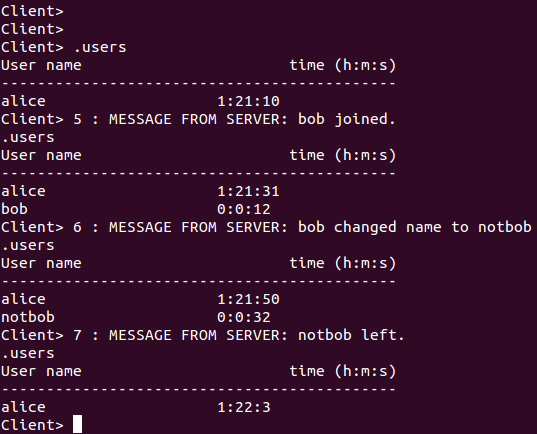 Client>
Client>
Client> .users
User name                       time (h:m:s)
--------------------------------------------
alice                   1:21:10
Client> 5 : MESSAGE FROM SERVER: bob joined.
.users
User name                       time (h:m:s)
--------------------------------------------
alice                   1:21:31
bob                     0:0:12
Client> 6 : MESSAGE FROM SERVER: bob changed name to notbob
.users
User name                       time (h:m:s)
--------------------------------------------
alice                   1:21:50
notbob                  0:0:32
Client> 7 : MESSAGE FROM SERVER: notbob left.
.users
User name                       time (h:m:s)
--------------------------------------------
alice                   1:22:3
Client>